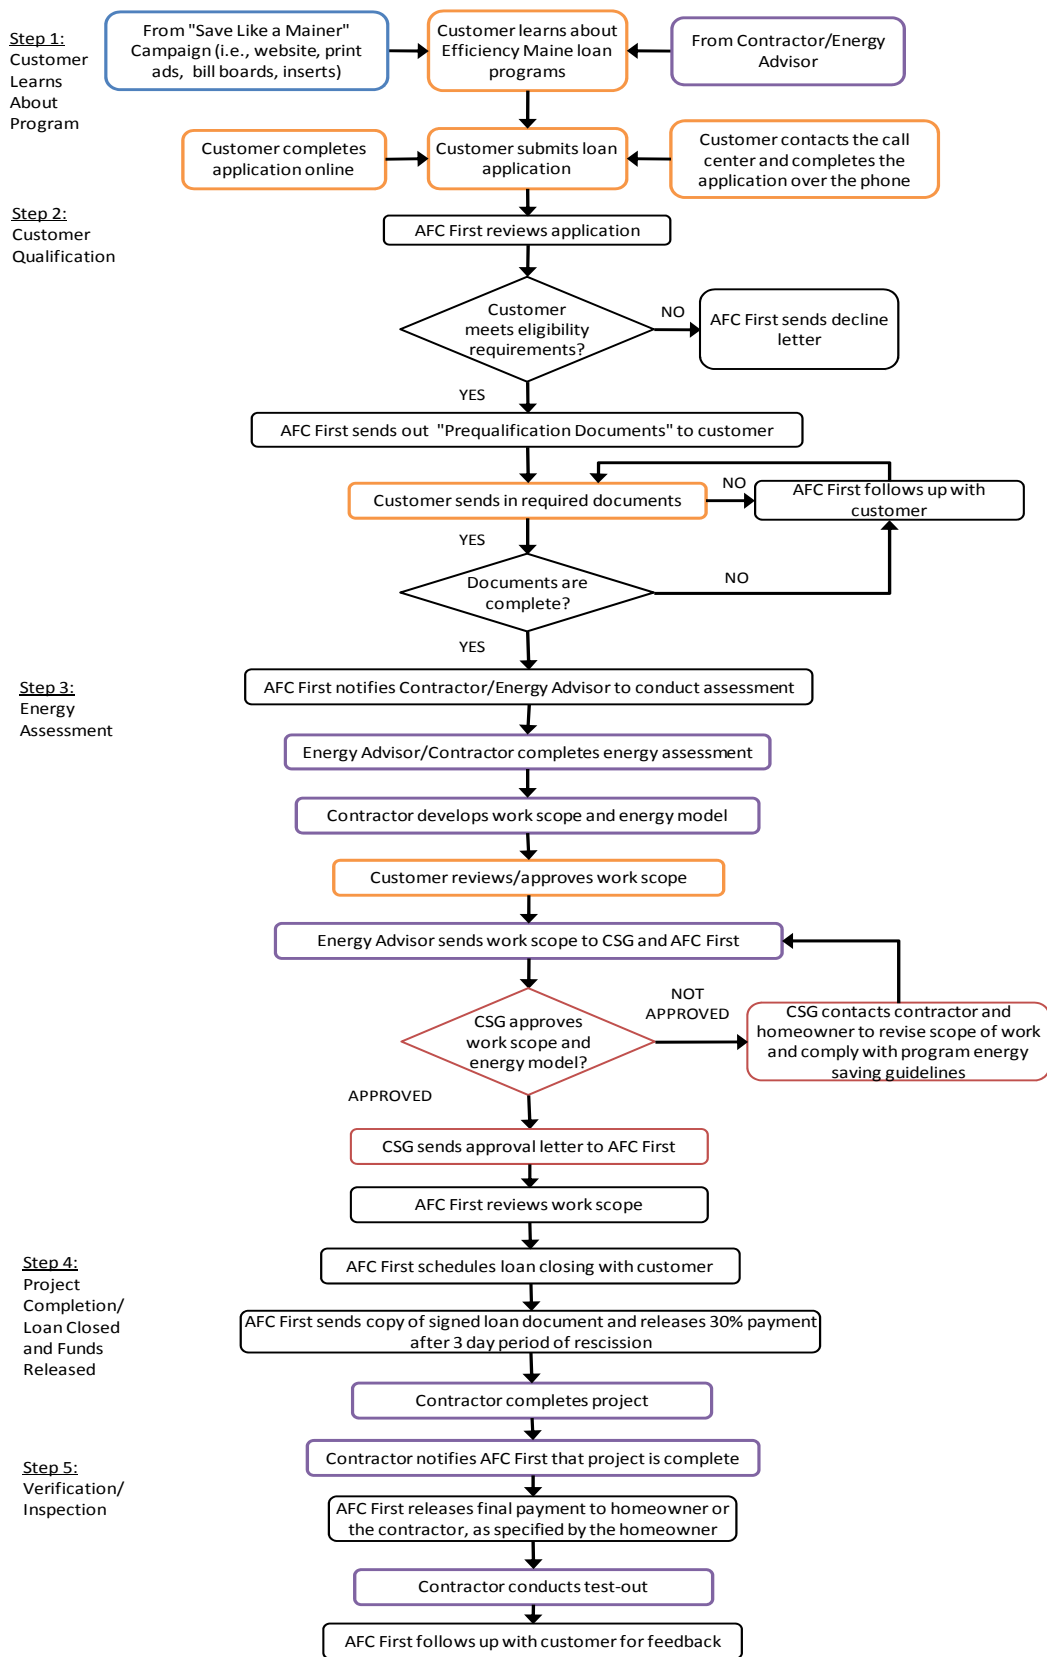 Step 1:
Customer
Learns
About
Program
From "Save Like a Mainer"
Campaign (i.e., website, print
ads, bill boards, inserts)
Customer learns about
Efficiency Maine loan
programs
From Contractor/Energy
Advisor
Customer completes
application online
Customer submits loan
application
Customer contacts the call
center and completes the
application over the phone
Step 2:
Customer
Qualification
AFC First reviews application
Customer
meets eligibility
requirements?
NO
AFC First sends decline
letter
YES
AFC First sends out "Prequalification Documents" to customer
Customer sends in required documents
NO
AFC First follows up with
customer
YES
Documents are
complete?
NO
YES
Step 3:
Energy
Assessment
AFC First notifies Contractor/Energy Advisor to conduct assessment
Energy Advisor/Contractor completes energy assessment
Contractor develops work scope and energy model
Customer reviews/approves work scope
Energy Advisor sends work scope to CSG and AFC First
CSG approves
work scope and
energy model?
NOT
APPROVED
CSG contacts contractor and
homeowner to revise scope of work
and comply with program energy
saving guidelines
APPROVED
CSG sends approval letter to AFC First
AFC First reviews work scope
Step 4:
Project
Completion/
Loan Closed
and Funds
Released
AFC First schedules loan closing with customer
AFC First sends copy of signed loan document and releases 30% payment
after 3 day period of rescission
Contractor completes project
Step 5:
Verification/
Inspection
Contractor notifies AFC First that project is complete
AFC First releases final payment to homeowner or
the contractor, as specified by the homeowner
Contractor conducts test-out
AFC First follows up with customer for feedback